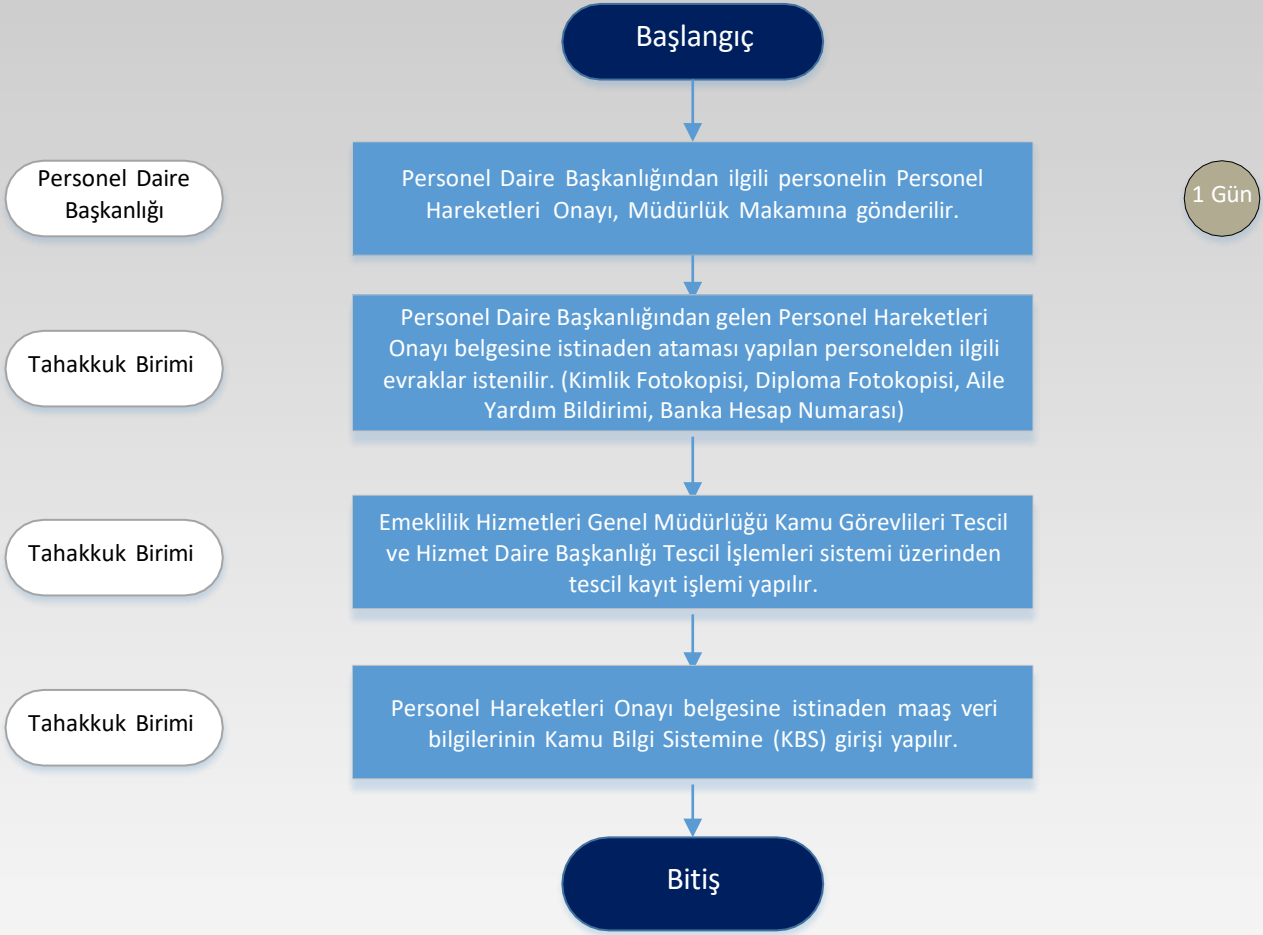 Başlangıç
Personel Daire
Başkanlığı
Personel Daire Başkanlığından ilgili personelin Personel
Hareketleri Onayı, Müdürlük Makamına gönderilir.
1 Gün
Tahakkuk Birimi
Personel Daire Başkanlığından gelen Personel Hareketleri
Onayı belgesine istinaden ataması yapılan personelden ilgili
evraklar istenilir. (Kimlik Fotokopisi, Diploma Fotokopisi, Aile
Yardım Bildirimi, Banka Hesap Numarası)
Tahakkuk Birimi
Emeklilik Hizmetleri Genel Müdürlüğü Kamu Görevlileri Tescil
ve Hizmet Daire Başkanlığı Tescil İşlemleri sistemi üzerinden
tescil kayıt işlemi yapılır.
Tahakkuk Birimi
Personel Hareketleri Onayı belgesine istinaden maaş veri
bilgilerinin Kamu Bilgi Sistemine (KBS) girişi yapılır.
Bitiş